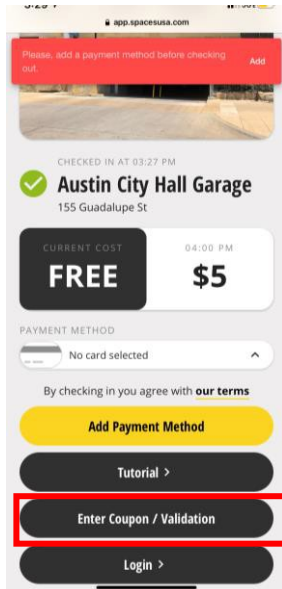 app.spacesusa.com
Please, add a payment method before checking
out.
Add
CHECKED IN AT 03:27 PM
Austin City Hall Garage
155 Guadalupe St
CURRENT COST
FREE
04:00 PM
$5
PAYMENT METHOD
No card selected
By checking in you agree with our terms
Add Payment Method
Tutorial >
Enter Coupon / Validation
Login >